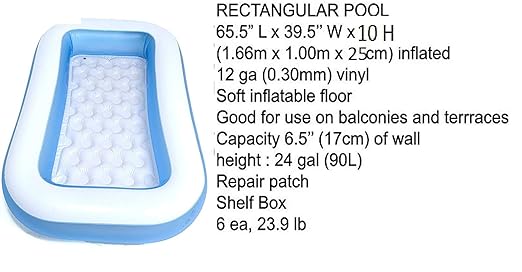 RECTANGULAR POOL
65.5" L x 39.5" W x 10 H
(1.66m x 1.00m x 25cm) inflated
12 ga (0.30mm) vinyl
Soft inflatable floor
Good for use on balconies and terrraces
Capacity 6.5" (17cm) of wall
height : 24 gal (90L)
Repair patch
Shelf Box
6 ea, 23.9 lb